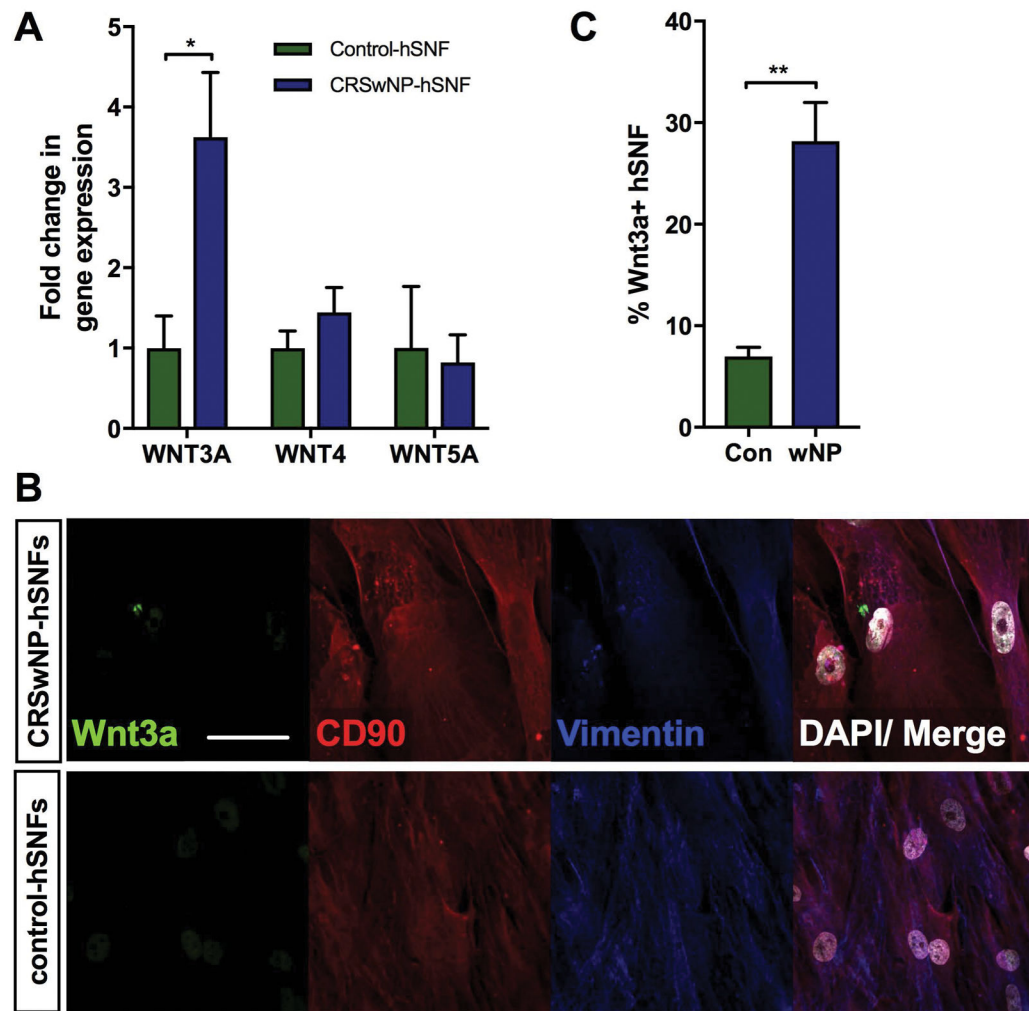 A
Fold change in
gene expression
5
4
3
2
1
0
*
Control-hSNF
CRSwNP-hSNF
WNT3A WNT4 WNT5A
C
% Wnt3a+ hSNF
40
30
20
10
0
**
Con wNP
B
CRSwNP-hSNFs
Wnt3a CD90 Vimentin DAPI/ Merge
control-hSNFs